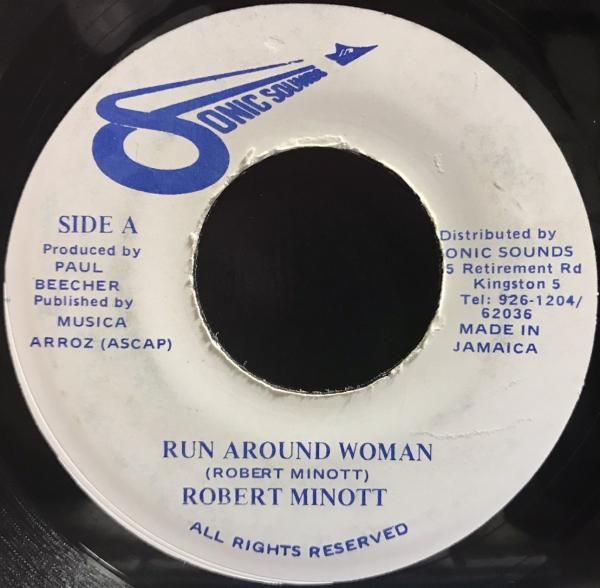 SONIC SOUNDS
SIDE A
Produced by
PAUL
BEECHER
Published by
MUSICA
ARROZ (ASCAP)
Distributed by
ONIC SOUNDS
5 Retirement Rd
Kingston 5
Tel: 926-1204/
62036
MADE IN
JAMAICA
RUN AROUND WOMAN
(ROBERT MINOTT)
ROBERT MINOTT
ALL RIGHTS RESERVED